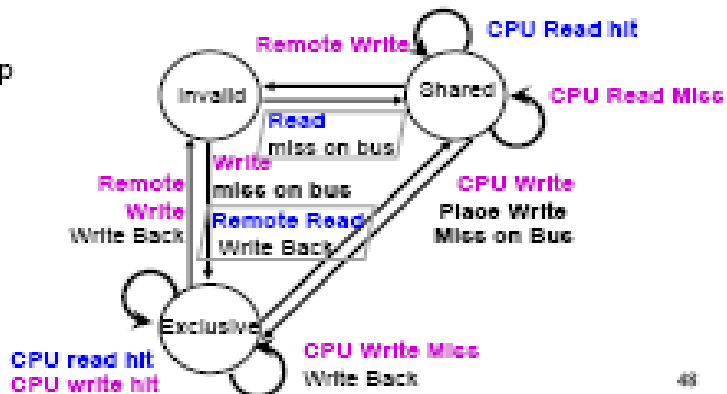 p
Remote Write
CPU Read hit
Invalid
Shared
CPU Read Miss
Read
miss on bus
Write
miss on bus
Remote
Write
Write Back
Remote Read
Write Back
CPU Write
Place Write
Miss on Bus
Exclusive
CPU read hit
CPU write hit
CPU Write Miss
Write Back
48